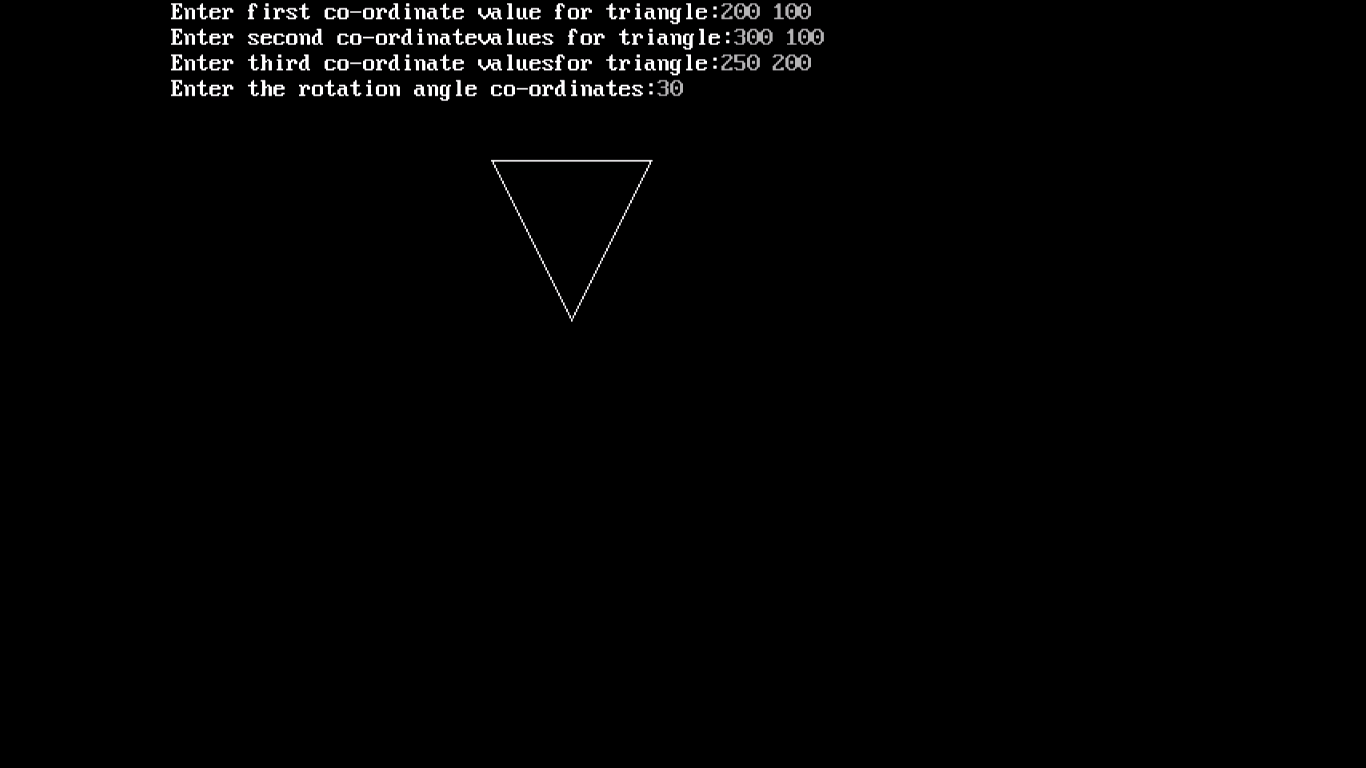 Enter first co-ordinate value for triangle:200 100
Enter second co-ordinatevalues for triangle:300 100
Enter third co-ordinate valuesfor triangle:250 200
Enter the rotation angle co-ordinates:30